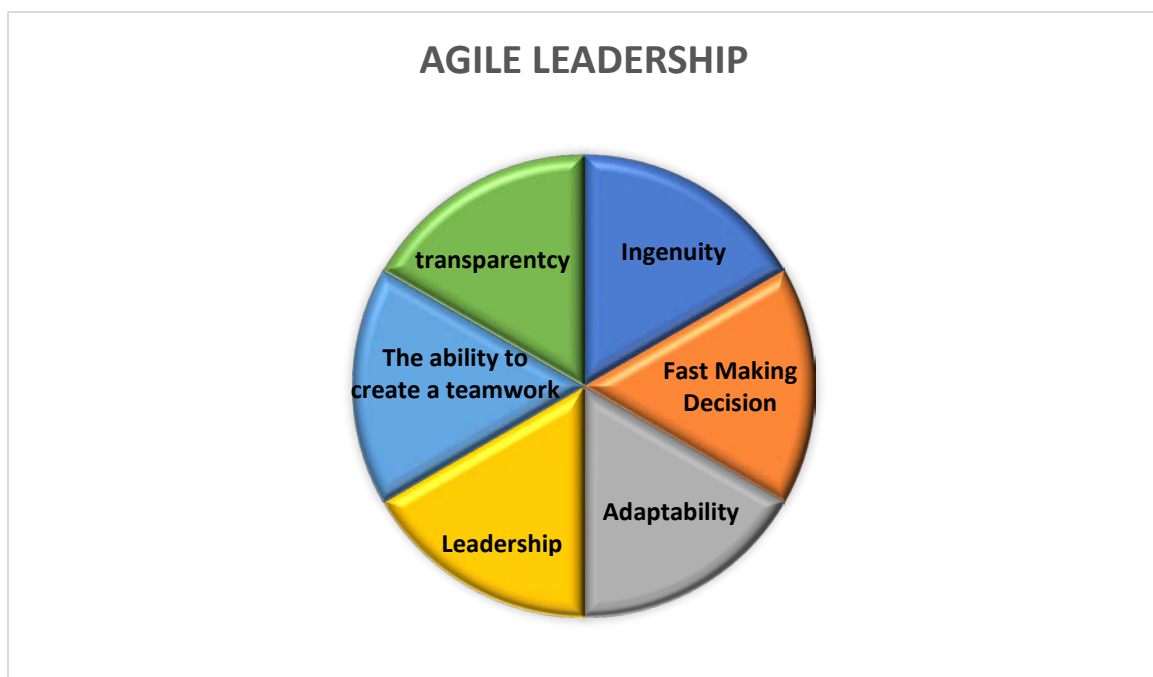 AGILE LEADERSHIP
transparentcy
Ingenuity
The ability to
create a teamwork
Fast Making
Decision
Leadership
Adaptability